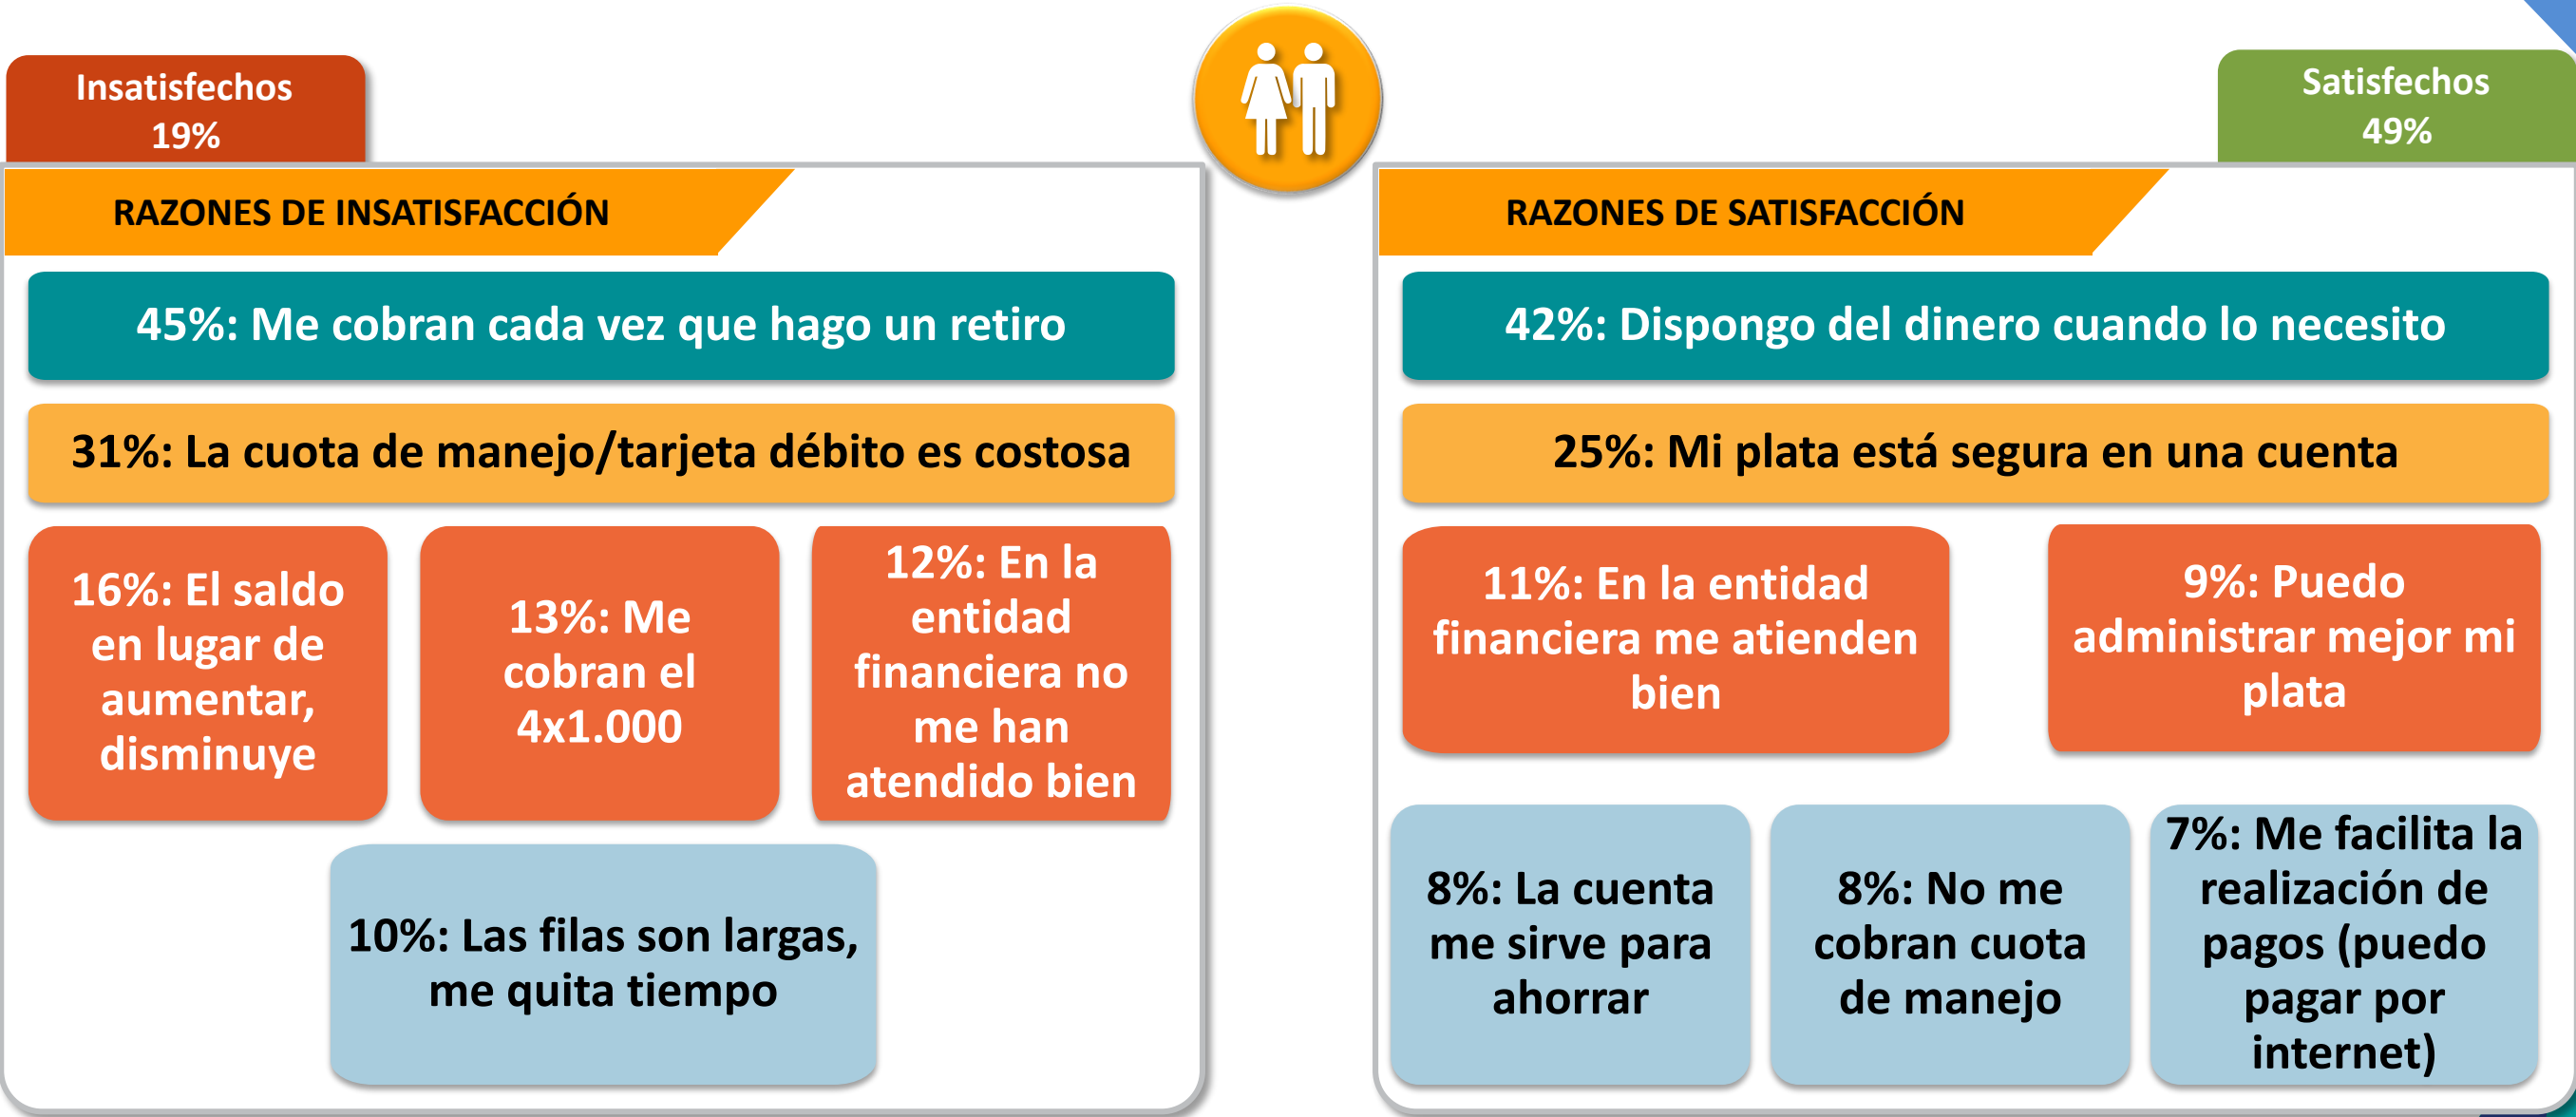 Insatisfechos
19%
RAZONES DE INSATISFACCIÓN
45%: Me cobran cada vez que hago un retiro
31%: La cuota de manejo/tarjeta débito es costosa
16%: El saldo
en lugar de
aumentar,
disminuye
13%: Me
cobran el
4x1.000
12%: En la
entidad
financiera no
me han
atendido bien
10%: Las filas son largas,
me quita tiempo
Satisfechos
49%
RAZONES DE SATISFACCIÓN
42%: Dispongo del dinero cuando lo necesito
25%: Mi plata está segura en una cuenta
11%: En la entidad
financiera me atienden
bien
9%: Puedo
administrar mejor mi
plata
8%: La cuenta
me sirve para
ahorrar
8%: No me
cobran cuota
de manejo
7%: Me facilita la
realización de
pagos (puedo
pagar por
internet)